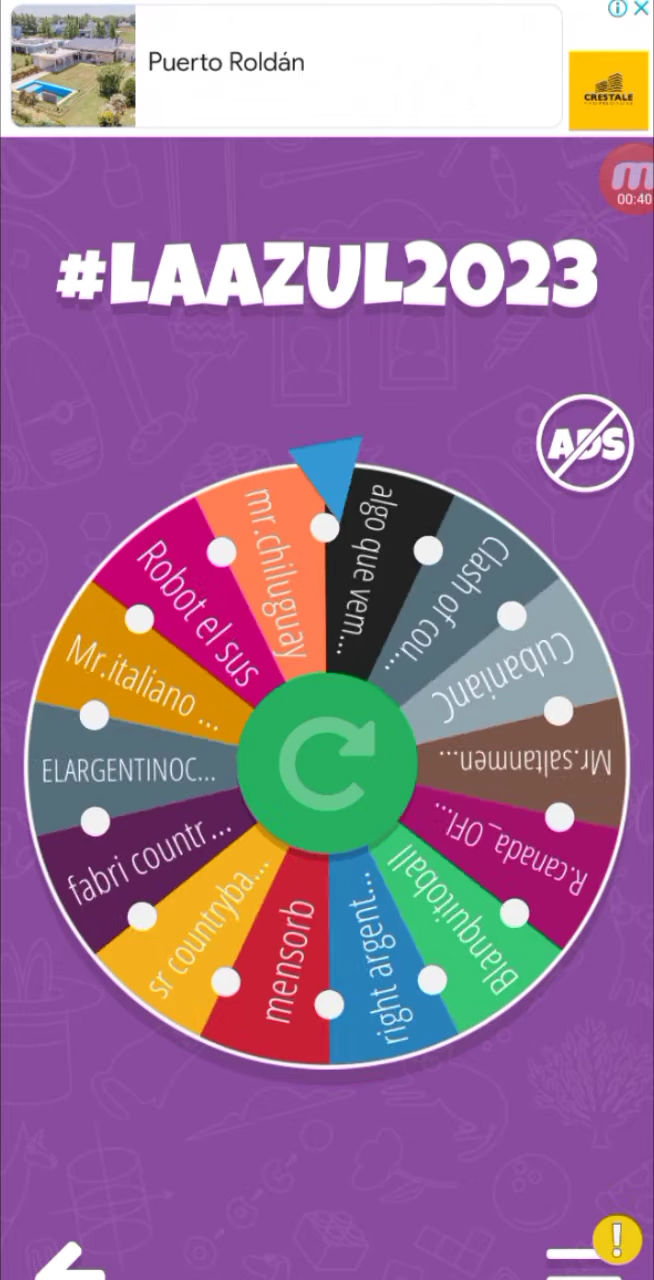 Puerto Roldán
CRESTALE
00:40
#LAAZUL2023
ADS
algo que vem...
Clash of cou...
CubanianC
Mr.saltanmen...
R.canada_OFI...
Blanquitoball
right argent...
mensorb
sr countryba...
fabri countr...
ELARGENTINOC...
Mr.italiano ...
Robot el sus
mr.chiluguay
!